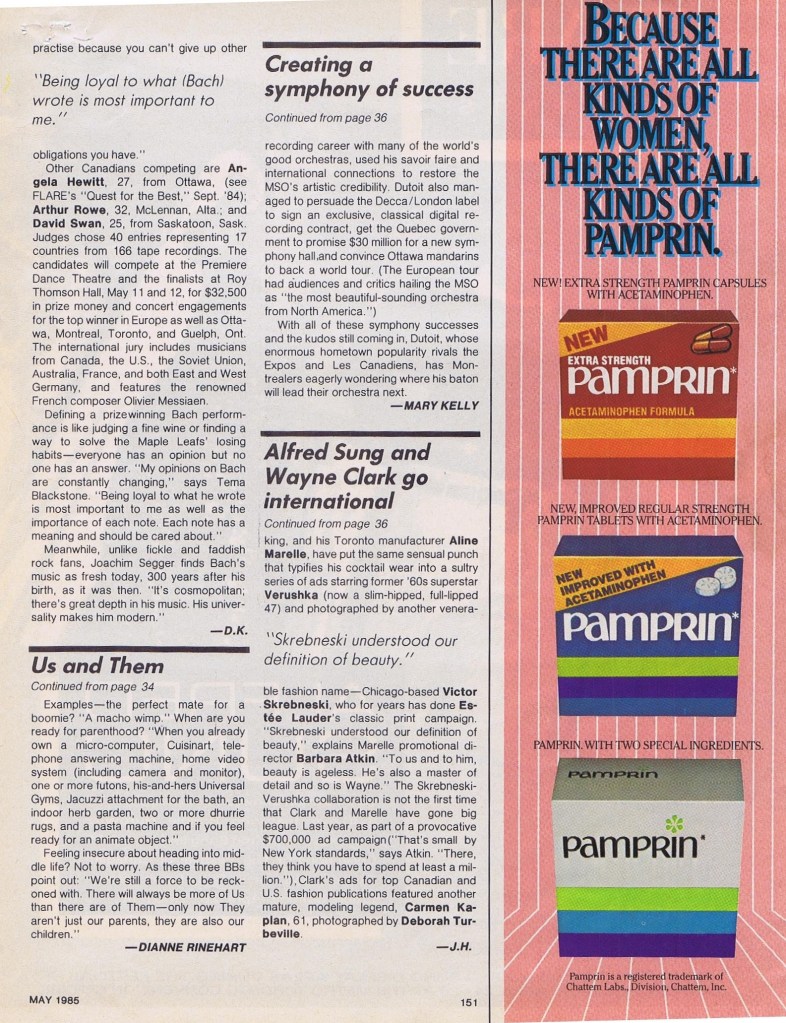 practise because you can't give up other
"Being loyal to what (Bach)
wrote is most important to
me."
obligations you have."
Other Canadians competing are An-
gela Hewitt, 27, from Ottawa, (see
FLARE's "Quest for the Best," Sept. '84);
Arthur Rowe, 32, McLennan, Alta.; and
David Swan, 25, from Saskatoon, Sask.
Judges chose 40 entries representing 17
countries from 166 tape recordings. The
candidates will compete at the Premiere
Dance Theatre and the finalists at Roy
Thomson Hall, May 11 and 12, for $32,500
in prize money and concert engagements
for the top winner in Europe as well as Otta-
wa, Montreal, Toronto, and Guelph, Ont.
The international jury includes musicians
from Canada, the U.S., the Soviet Union,
Australia, France, and both East and West
Germany, and features the renowned
French composer Olivier Messiaen.
Defining a prizewinning Bach perform-
ance is like judging a fine wine or finding a
way to solve the Maple Leafs' losing
habits—everyone has an opinion but no
one has an answer. "My opinions on Bach
are constantly changing," says Tema
Blackstone. "Being loyal to what he wrote
is most important to me as well as the
importance of each note. Each note has a
meaning and should be cared about."
Meanwhile, unlike fickle and faddish
rock fans, Joachim Segger finds Bach's
music as fresh today, 300 years after his
birth, as it was then. "It's cosmopolitan;
there's great depth in his music. His univer-
sality makes him modern."
—D.K.
Us and Them
Continued from page 34
Examples—the perfect mate for a
boomie? "A macho wimp." When are you
ready for parenthood? "When you already
own a micro-computer, Cuisinart, tele-
phone answering machine, home video
system (including camera and monitor),
one or more futons, his-and-hers Universal
Gyms, Jacuzzi attachment for the bath, an
indoor herb garden, two or more dhurrie
rugs, and a pasta machine and if you feel
ready for an animate object."
Feeling insecure about heading into mid-
dle life? Not to worry. As these three BBs
point out: "We're still a force to be reck-
oned with. There will always be more of Us
than there are of Them—only now They
aren't just our parents, they are also our
children."
—DIANNE RINEHART
Creating a
symphony of success
Continued from page 36
recording career with many of the world's
good orchestras, used his savoir faire and
international connections to restore the
MSO's artistic credibility. Dutoit also man-
aged to persuade the Decca/London label
to sign an exclusive, classical digital re-
cording contract, get the Quebec govern-
ment to promise $30 million for a new sym-
phony hall,and convince Ottawa mandarins
to back a world tour. (The European tour
had audiences and critics hailing the MSO
as "the most beautiful-sounding orchestra
from North America.")
With all of these symphony successes
and the kudos still coming in, Dutoit, whose
enormous hometown popularity rivals the
Expos and Les Canadiens, has Mon-
trealers eagerly wondering where his baton
will lead their orchestra next.
—MARY KELLY
Alfred Sung and
Wayne Clark go
international
Continued from page 36
king, and his Toronto manufacturer Aline
Marelle, have put the same sensual punch
that typifies his cocktail wear into a sultry
series of ads starring former '60s superstar
Verushka (now a slim-hipped, full-lipped
47) and photographed by another venera-
"Skrebneski understood our
definition of beauty."
ble fashion name—Chicago-based Victor
Skrebneski, who for years has done Es-
tée Lauder's classic print campaign.
"Skrebneski understood our definition of
beauty," explains Marelle promotional di-
rector Barbara Atkin. "To us and to him,
beauty is ageless. He's also a master of
detail and so is Wayne." The Skrebneski-
Verushka collaboration is not the first time
that Clark and Marelle have gone big
league. Last year, as part of a provocative
$700,000 ad campaign("That's small by
New York standards," says Atkin. "There,
they think you have to spend at least a mil-
lion."), Clark's ads for top Canadian and
U.S. fashion publications featured another
mature, modeling legend, Carmen Ka-
plan, 61, photographed by Deborah Tur-
beville.
—J.H.
MAY 1985
151
BECAUSE
THERE ARE ALL
KINDS OF
WOMEN,
THERE ARE ALL
KINDS OF
PAMPRIN.
NEW! EXTRA STRENGTH PAMPRIN CAPSULES
WITH ACETAMINOPHEN.
NEW
EXTRA STRENGTH
PAMPRIN*
ACETAMINOPHEN FORMULA
NEW, IMPROVED REGULAR STRENGTH
PAMPRIN TABLETS WITH ACETAMINOPHEN.
NEW
IMPROVED WITH
ACETAMINOPHEN
PAMPRIN*
PAMPRIN. WITH TWO SPECIAL INGREDIENTS.
PAMPRIN
PAMPRIN*
Pamprin is a registered trademark of
Chattem Labs., Division, Chattem, Inc.